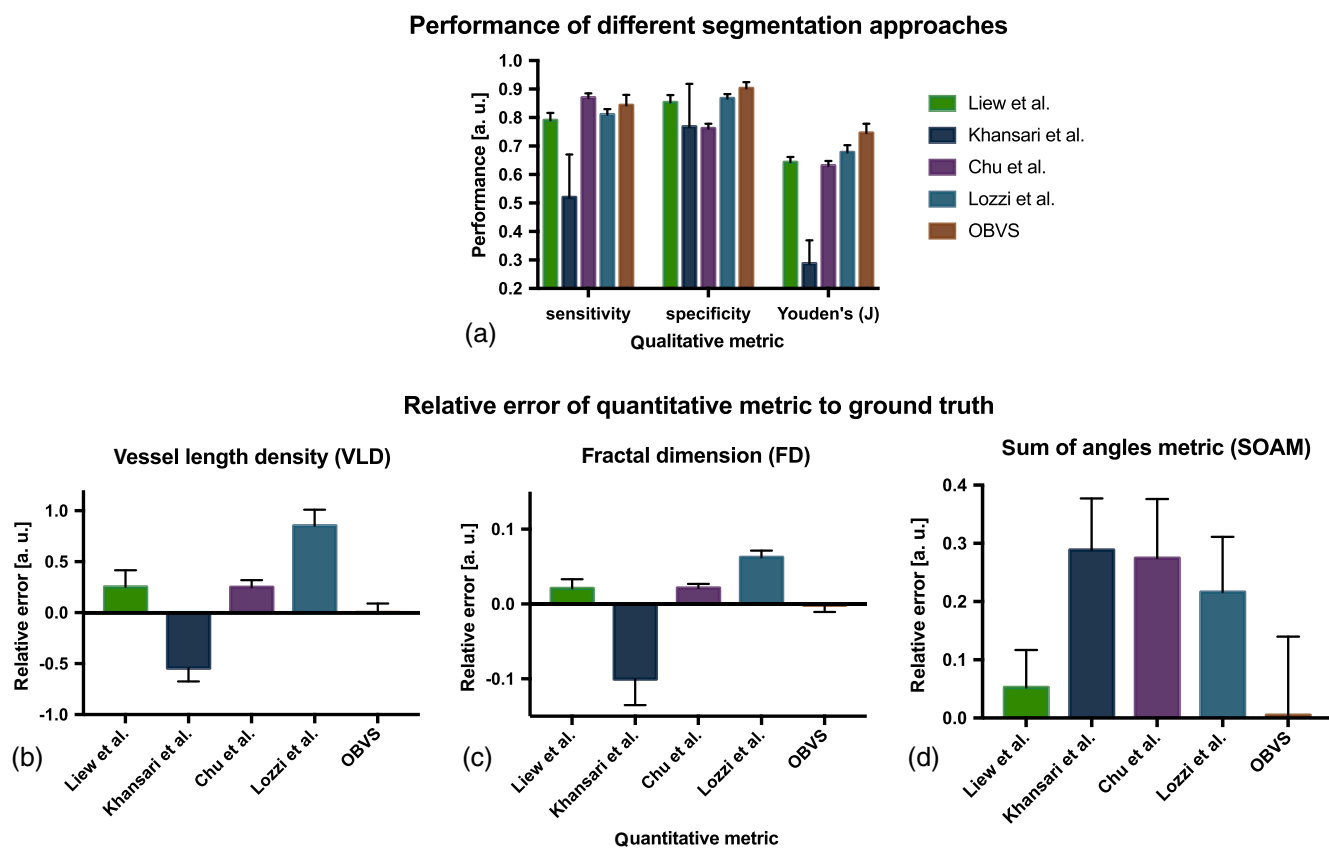 Performance of different segmentation approaches
1.0
0.9
0.8
0.7
0.6
0.5
0.4
0.3
0.2
Performance [a. u.]
sensitivity specificity Youden's (J)
Qualitative metric
(a)
Liew et al.
Khansari et al.
Chu et al.
Lozzi et al.
OBVS
Relative error of quantitative metric to ground truth
Vessel length density (VLD)
Relative error [a. u.]
1.0
0.5
0.0
-0.5
-1.0
Liew et al.
Khansari et al.
Chu et al.
Lozzi et al.
OBVS
(b)
Fractal dimension (FD)
Relative error [a. u.]
0.1
0.0
-0.1
Liew et al.
Khansari et al.
Chu et al.
Lozzi et al.
OBVS
(c)
Sum of angles metric (SOAM)
Relative error [a. u.]
0.4
0.3
0.2
0.1
0.0
Liew et al.
Khansari et al.
Chu et al.
Lozzi et al.
OBVS
(d)
Quantitative metric